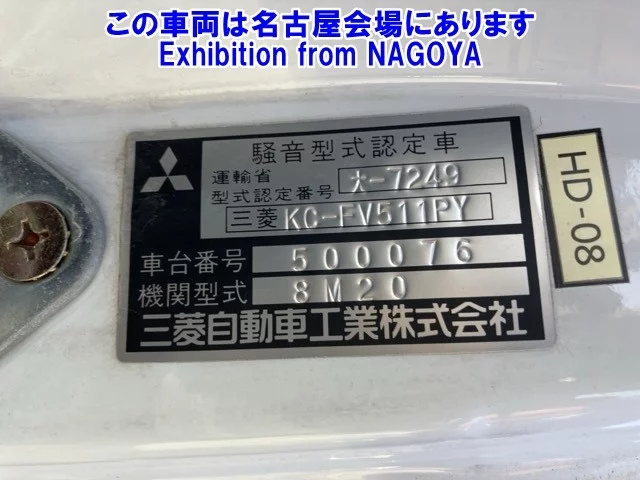 この車両は名古屋会場にあります
Exhibition from NAGOYA
騒音型式認定車
運輸省
型式認定番号 大-7249
三菱 KC-FV511PY
車台番号 500076
機関型式 8M20
三菱自動車工業株式会社
HD-08